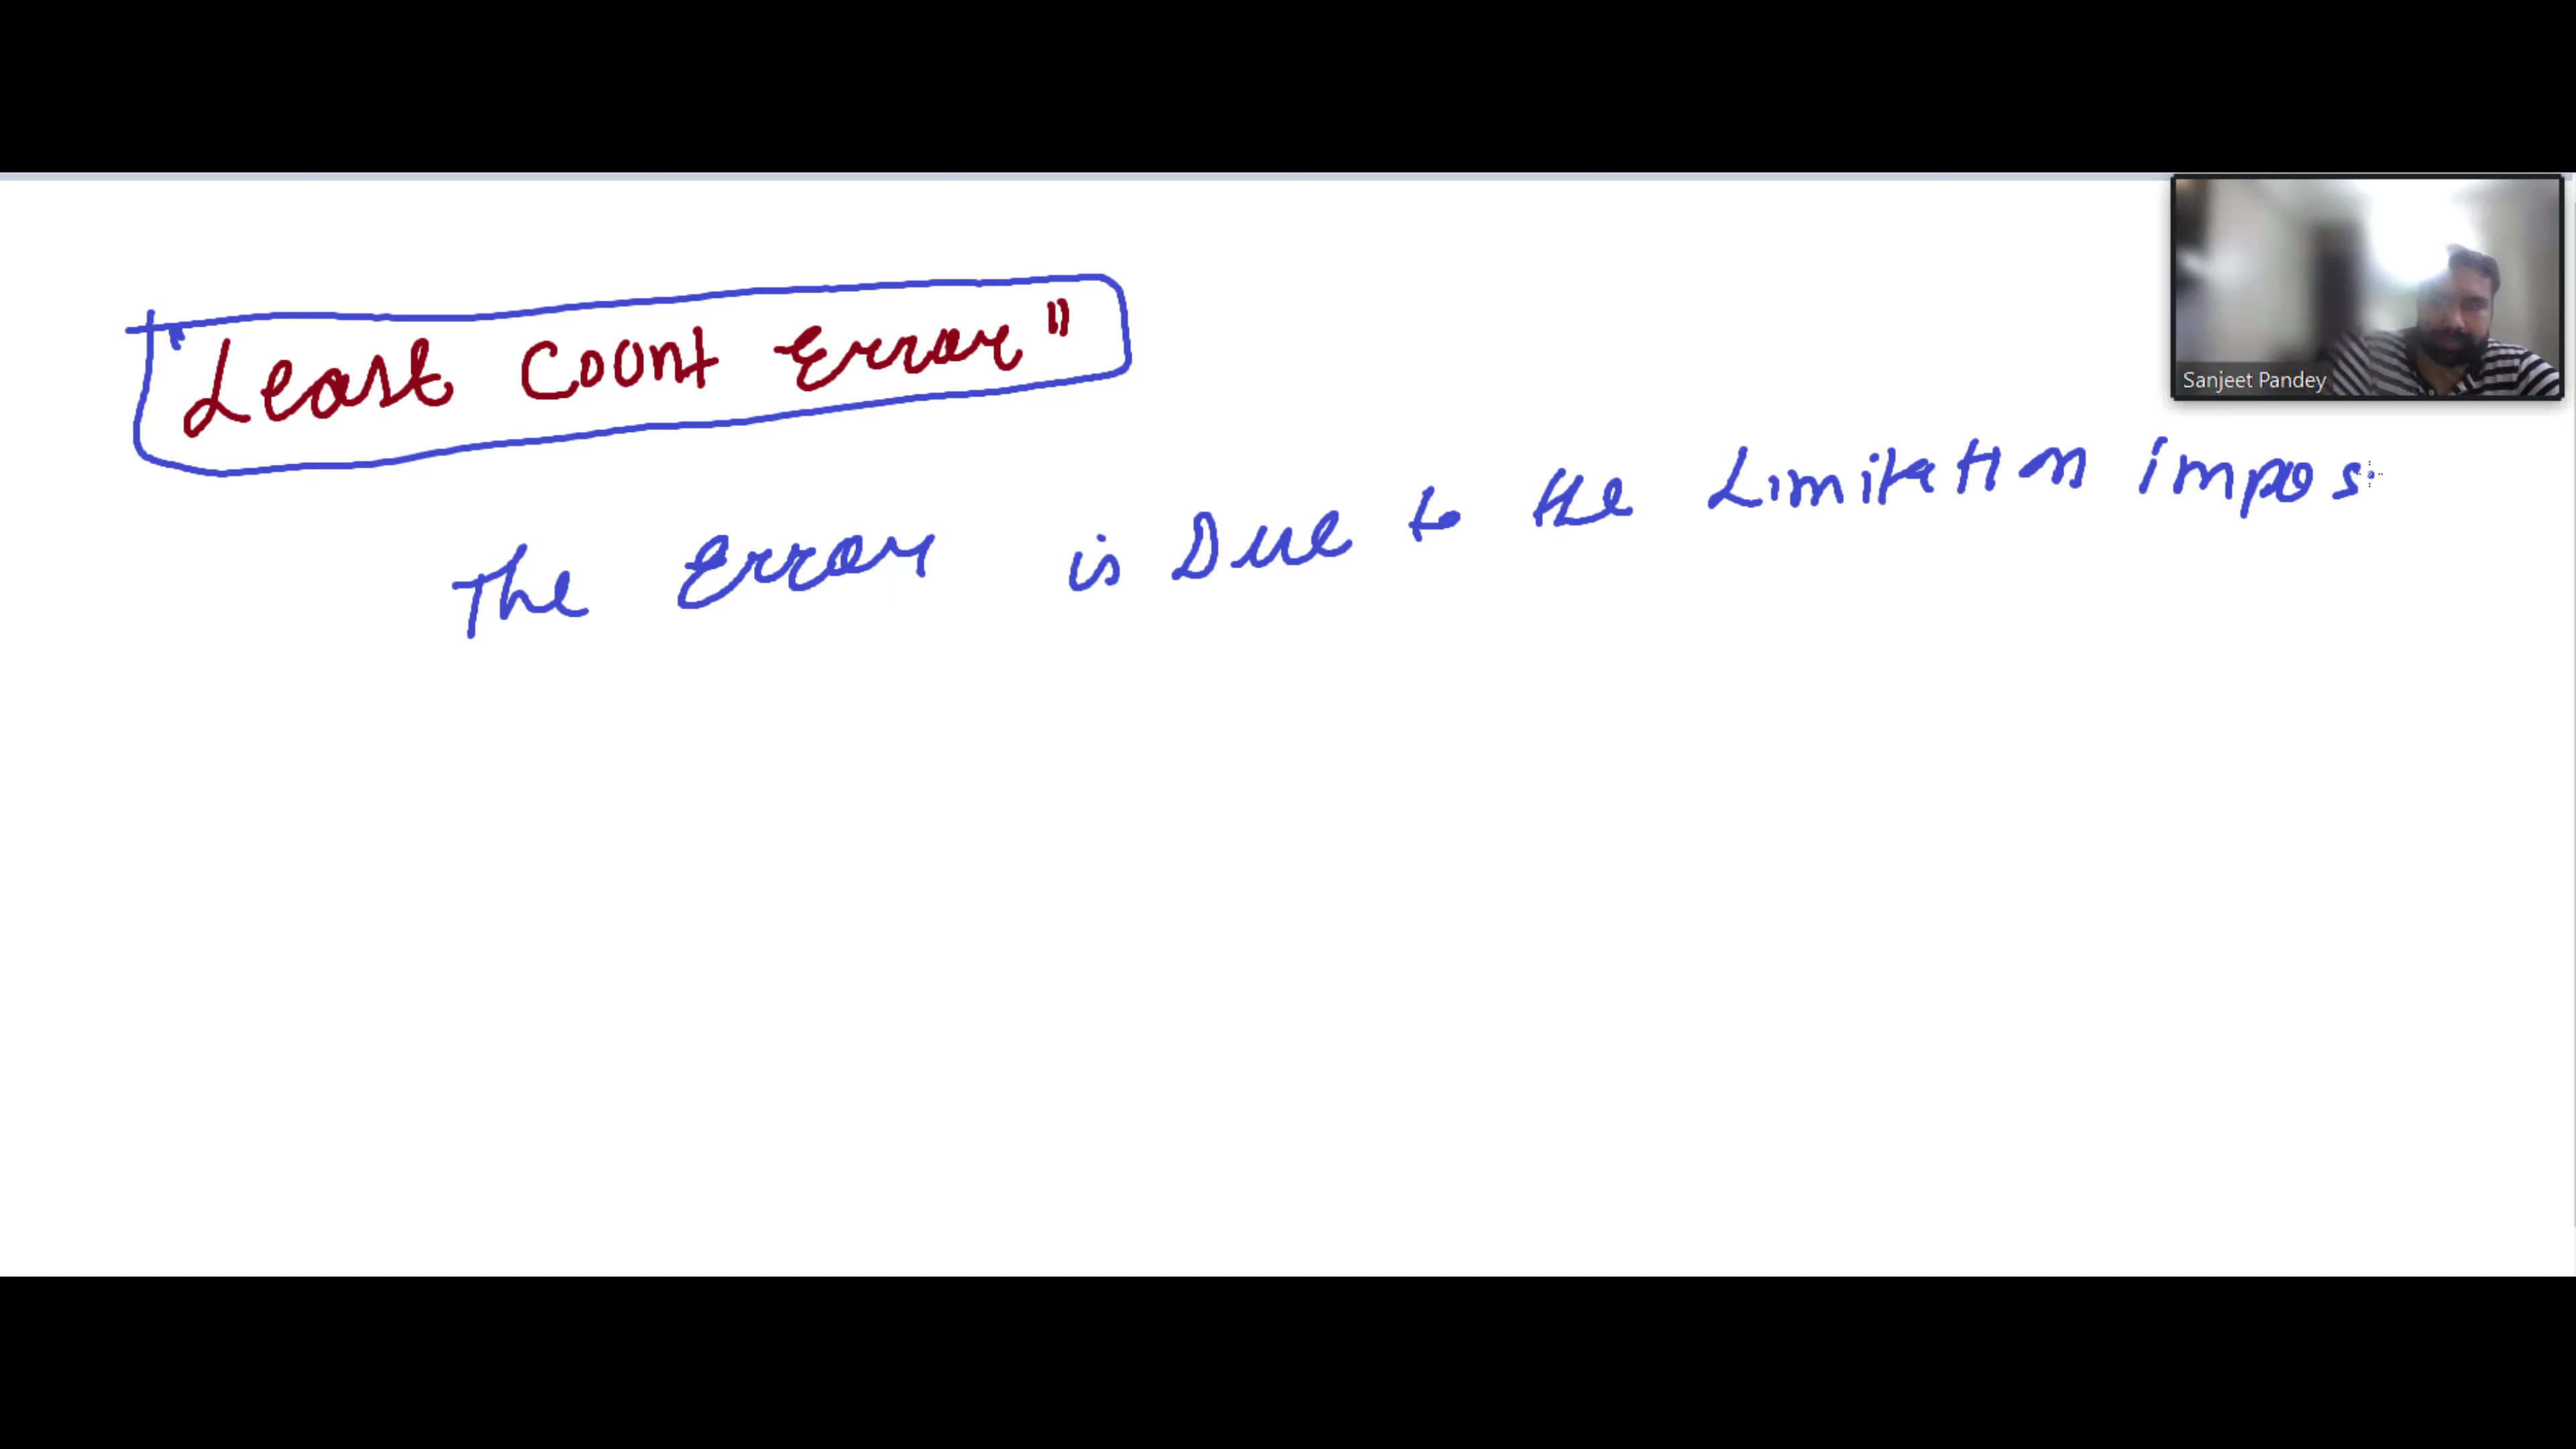 "Least Count Error"
Sanjeet Pandey
The Error is Due to the Limitation impos